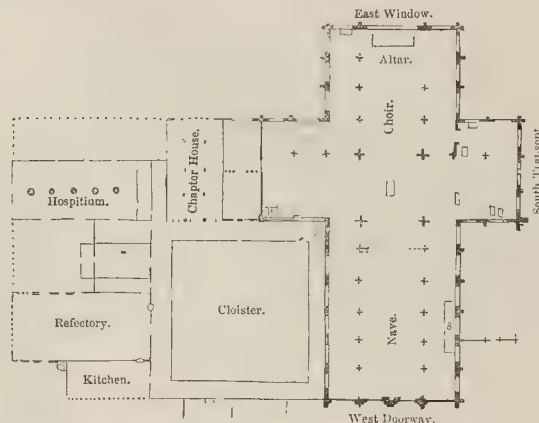 East Window.
Altar.
Choir.
Chapter House.
South Transept
Hospitium.
Cloister.
Refectory.
Nave.
Kitchen.
West Doorway.